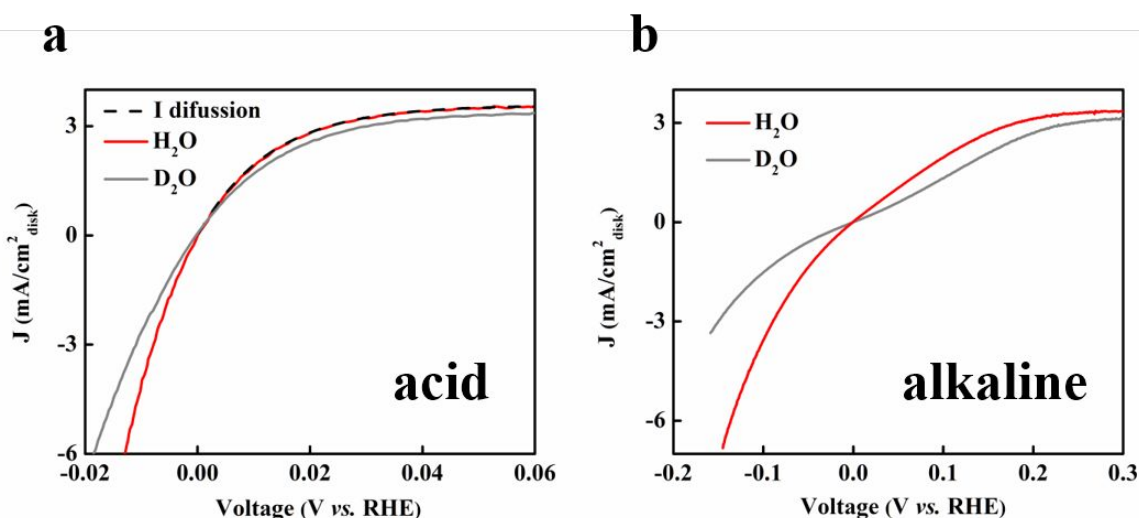 a
b
I difussion
H2O
D2O
3
0
-3
-6
J (mA/cm2disk)
acid
-0.02 0.00 0.02 0.04 0.06
Voltage (V vs. RHE)
H2O
D2O
3
0
-3
-6
J (mA/cm2disk)
alkaline
-0.2 -0.1 0.0 0.1 0.2 0.3
Voltage (V vs. RHE)